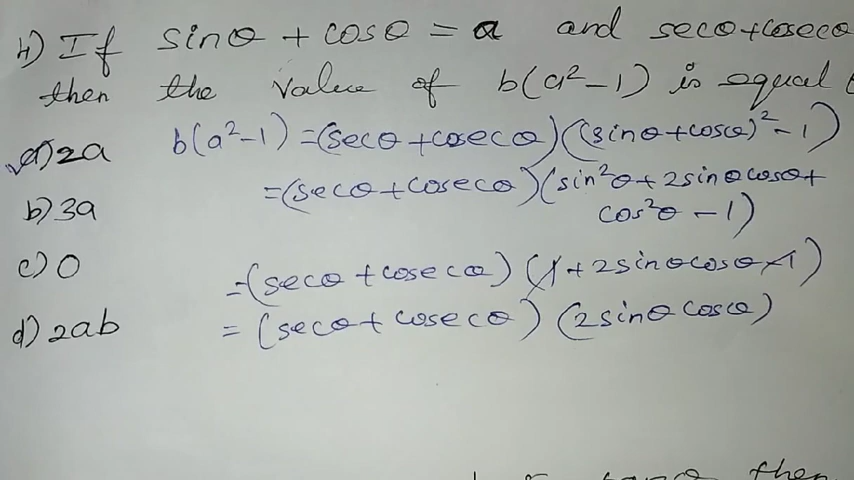 4) If sinθ + cosθ = a and secθ+cosecθ
then the value of b(a²-1) is equal
a) 2a b(a²-1) =(secθ+cosecθ)((sinθ+cosθ)²-1)
=(secθ+cosecθ)(sin²θ+2sinθcosθ+
b) 3a cos²θ-1)
c) 0 =(secθ+cosecθ)(1+2sinθcosθ-1)
d) 2ab =(secθ+cosecθ)(2sinθcosθ)
then